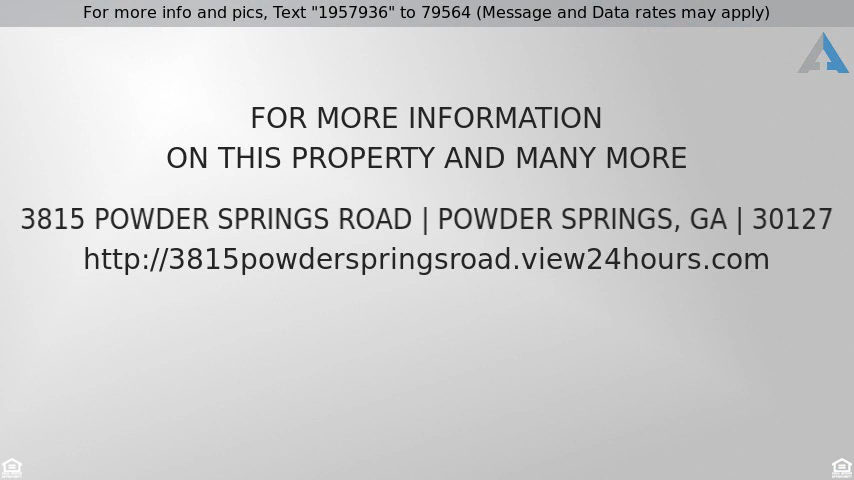 For more info and pics, Text "1957936" to 79564 (Message and Data rates may apply)
FOR MORE INFORMATION
ON THIS PROPERTY AND MANY MORE
3815 POWDER SPRINGS ROAD | POWDER SPRINGS, GA | 30127
http://3815powderspringsroad.view24hours.com